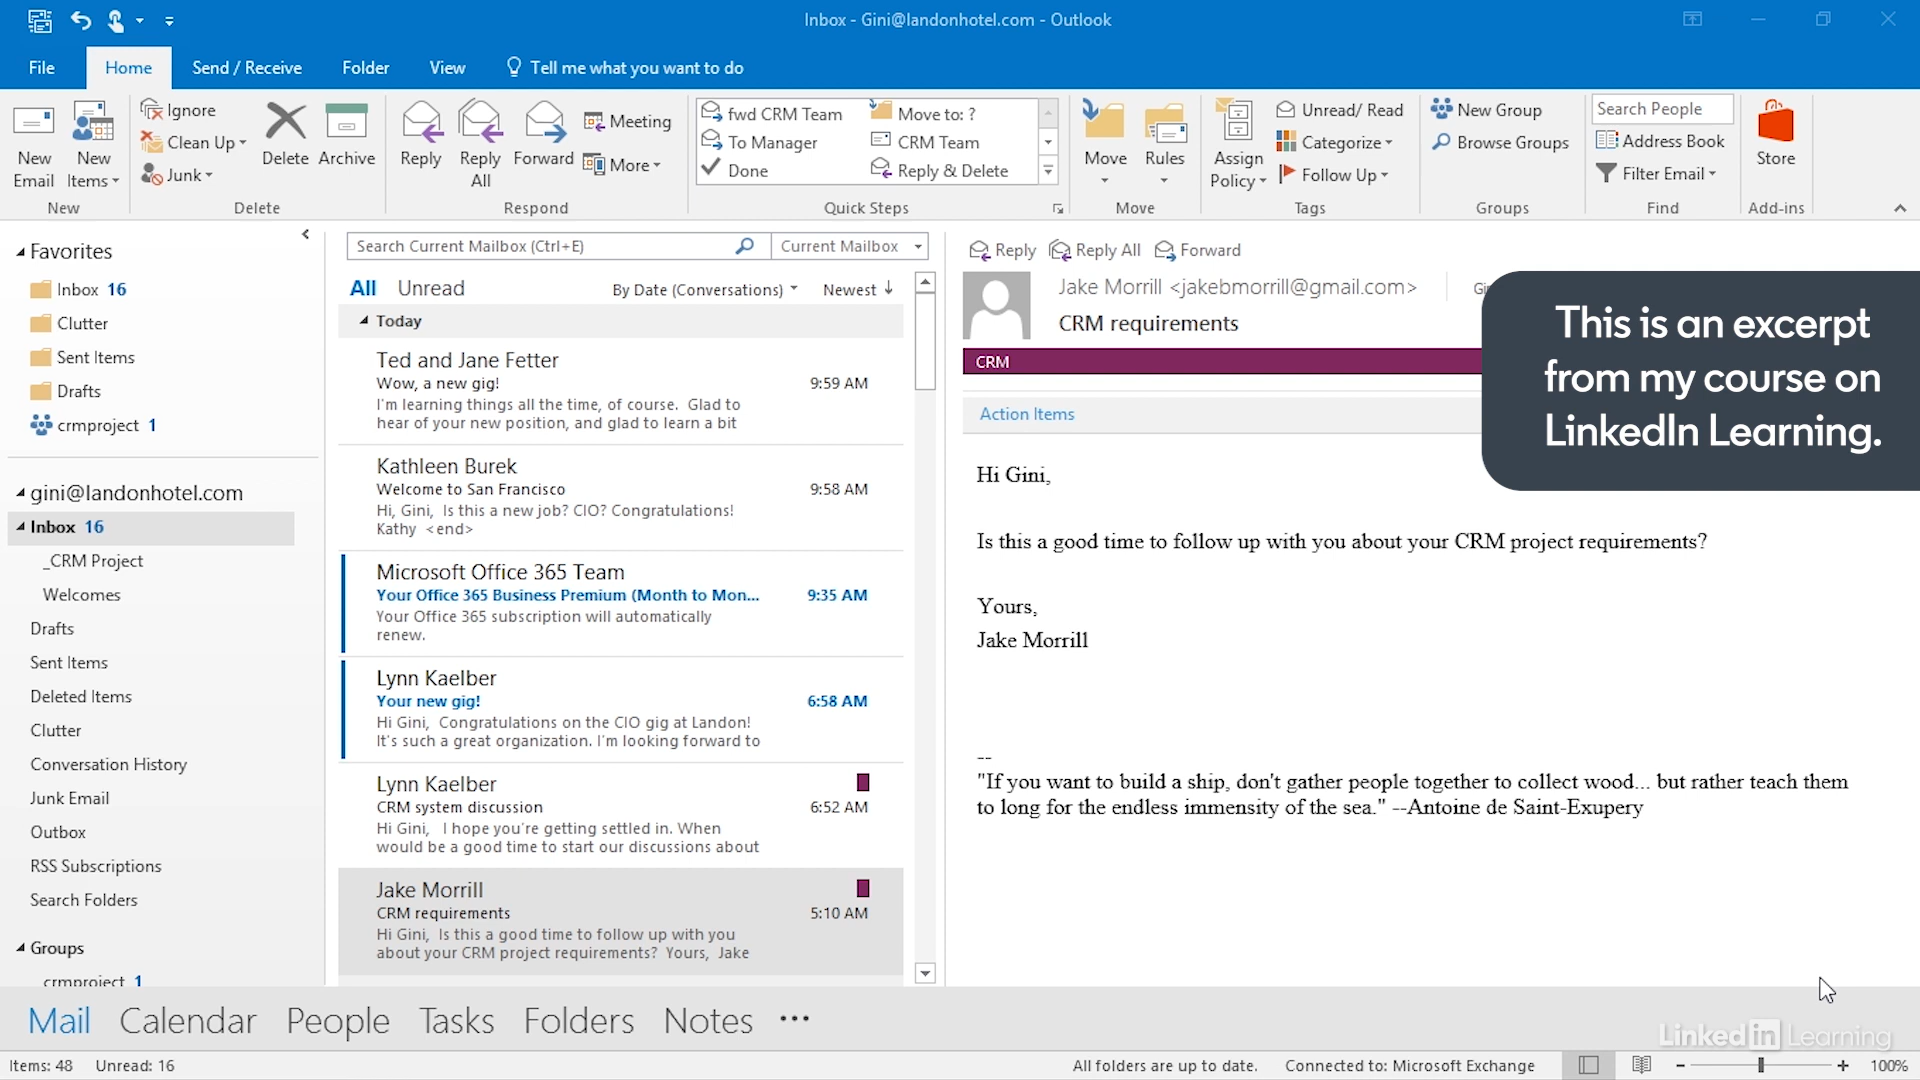 Inbox - Gini@landonhotel.com - Outlook
File
Home
Send / Receive
Folder
View
Tell me what you want to do
New
Email
New
Items
New
Ignore
Clean Up
Junk
Delete
Archive
Delete
Reply
Reply
All
Forward
Meeting
More
Respond
fwd CRM Team
To Manager
Done
Move to: ?
CRM Team
Reply & Delete
Quick Steps
Move
Rules
Move
Assign
Policy
Unread/ Read
Categorize
Follow Up
Tags
New Group
Browse Groups
Groups
Search People
Address Book
Filter Email
Find
Store
Add-ins
Favorites
Inbox 16
Clutter
Sent Items
Drafts
crmproject 1
gini@landonhotel.com
Inbox 16
_CRM Project
Welcomes
Drafts
Sent Items
Deleted Items
Clutter
Conversation History
Junk Email
Outbox
RSS Subscriptions
Search Folders
Groups
crmproject 1
Search Current Mailbox (Ctrl+E)
Current Mailbox
All Unread
By Date (Conversations)
Newest
Today
Ted and Jane Fetter
Wow, a new gig! 9:59 AM
I'm learning things all the time, of course. Glad to
hear of your new position, and glad to learn a bit
Kathleen Burek
Welcome to San Francisco 9:58 AM
Hi, Gini, Is this a new job? CIO? Congratulations!
Kathy <end>
Microsoft Office 365 Team
Your Office 365 Business Premium (Month to Mon... 9:35 AM
Your Office 365 subscription will automatically
renew.
Lynn Kaelber
Your new gig! 6:58 AM
Hi Gini, Congratulations on the CIO gig at Landon!
It's such a great organization. I'm looking forward to
Lynn Kaelber
CRM system discussion 6:52 AM
Hi Gini, I hope you're getting settled in. When
would be a good time to start our discussions about
Jake Morrill
CRM requirements 5:10 AM
Hi Gini, Is this a good time to follow up with you
about your CRM project requirements? Yours, Jake
Reply Reply All Forward
Jake Morrill <jakebmorrill@gmail.com>
CRM requirements
CRM
Action Items
This is an excerpt
from my course on
LinkedIn Learning.
Hi Gini,
Is this a good time to follow up with you about your CRM project requirements?
Yours,
Jake Morrill
--
"If you want to build a ship, don't gather people together to collect wood... but rather teach them
to long for the endless immensity of the sea." --Antoine de Saint-Exupery
Mail Calendar People Tasks Folders Notes ...
LinkedIn Learning
Items: 48 Unread: 16
All folders are up to date. Connected to: Microsoft Exchange
100%